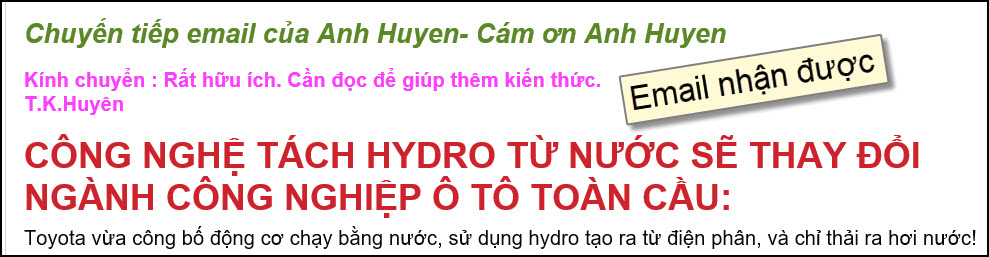 Chuyến tiếp email của Anh Huyen- Cám ơn Anh Huyen
Kính chuyển : Rất hữu ích. Cần đọc để giúp thêm kiến thức.
T.K.Huyên
Email nhận được
CÔNG NGHỆ TÁCH HYDRO TỪ NƯỚC SẼ THAY ĐỔI
NGÀNH CÔNG NGHIỆP Ô TÔ TOÀN CẦU:
Toyota vừa công bố động cơ chạy bằng nước, sử dụng hydro tạo ra từ điện phân, và chỉ thải ra hơi nước!